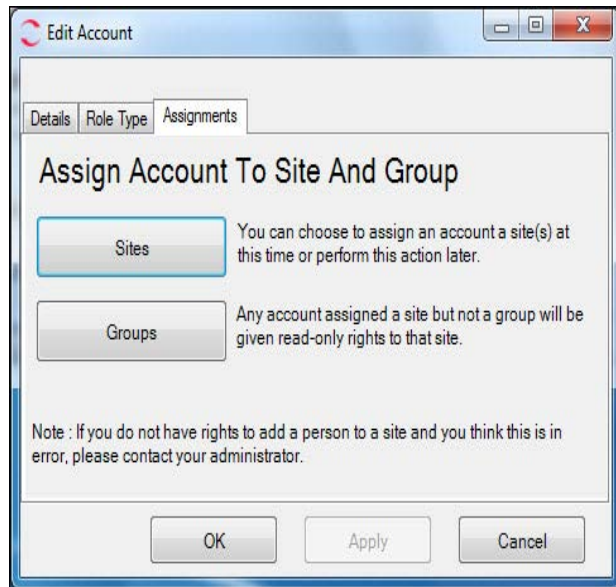 Edit Account
Details Role Type Assignments
Assign Account To Site And Group
Sites
You can choose to assign an account a site(s) at
this time or perform this action later.
Groups
Any account assigned a site but not a group will be
given read-only rights to that site.
Note : If you do not have rights to add a person to a site and you think this is in
error, please contact your administrator.
OK Apply Cancel